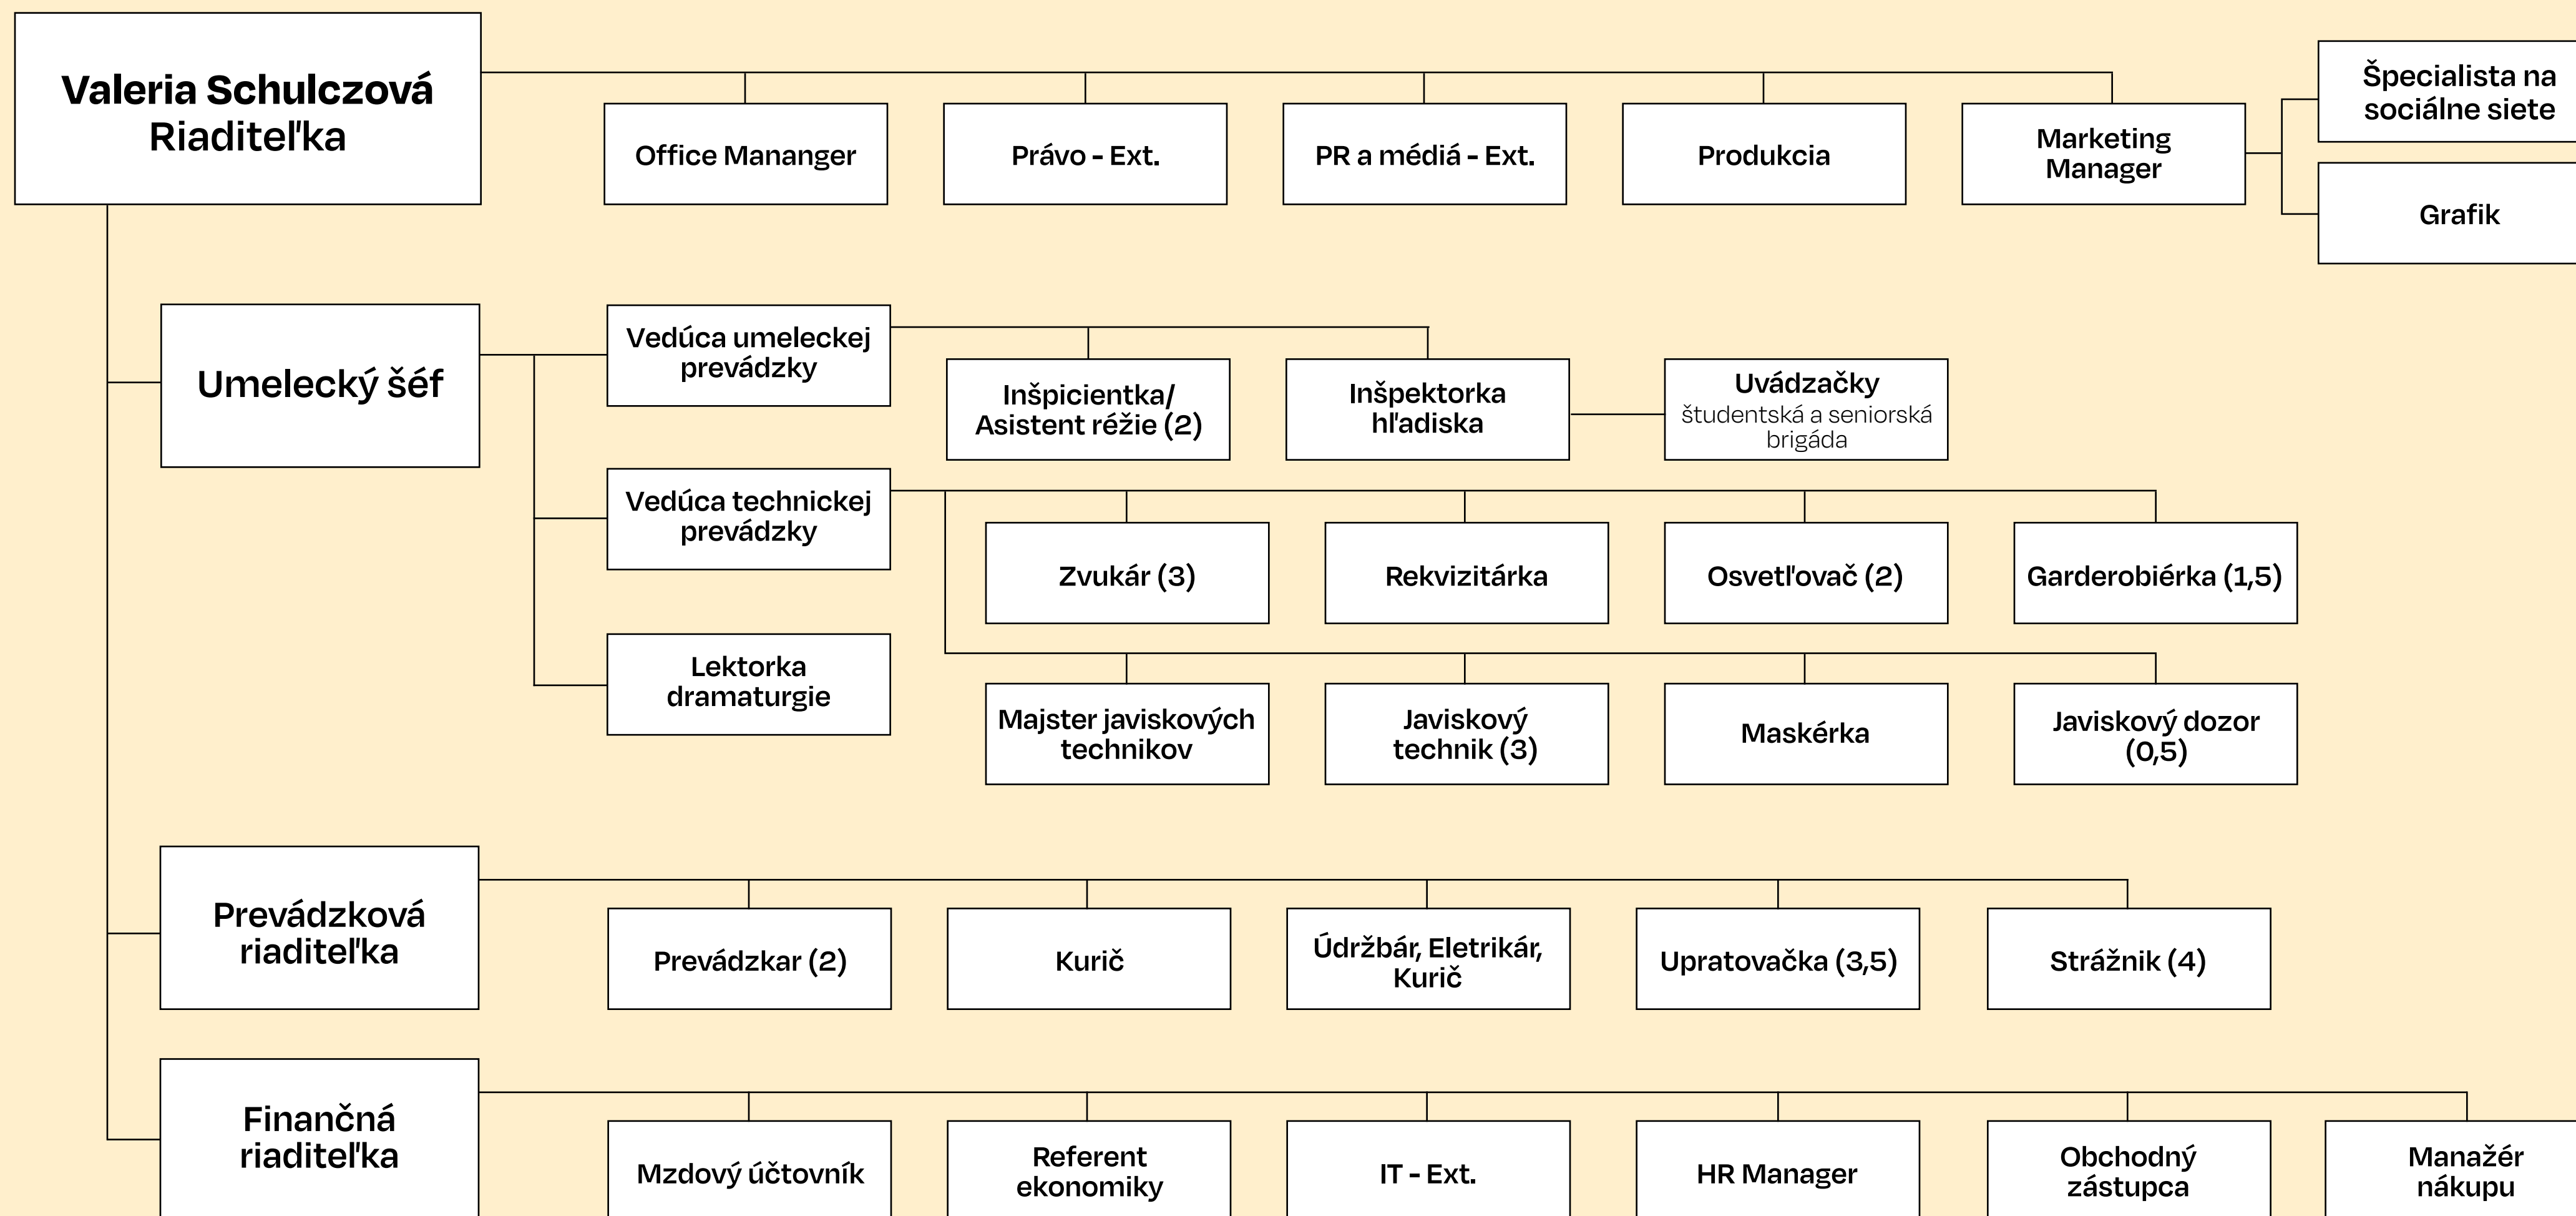 Valeria Schulczová
Riaditeľka
Office Mananger
Právo - Ext.
PR a médiá - Ext.
Produkcia
Marketing
Manager
Špecialista na
sociálne siete
Grafik
Umelecký šéf
Vedúca umeleckej
prevádzky
Inšpicientka/
Asistent réžie (2)
Inšpektorka
hľadiska
Uvádzačky
študentská a seniorská
brigáda
Vedúca technickej
prevádzky
Zvukár (3)
Rekvizitárka
Osvetľovač (2)
Garderobiérka (1,5)
Lektorka
dramaturgie
Majster javiskových
technikov
Javiskový
technik (3)
Maskérka
Javiskový dozor
(0,5)
Prevádzková
riaditeľka
Prevádzkar (2)
Kurič
Údržbár, Eletrikár,
Kurič
Upratovačka (3,5)
Strážnik (4)
Finančná
riaditeľka
Mzdový účtovník
Referent
ekonomiky
IT - Ext.
HR Manager
Obchodný
zástupca
Manažér
nákupu